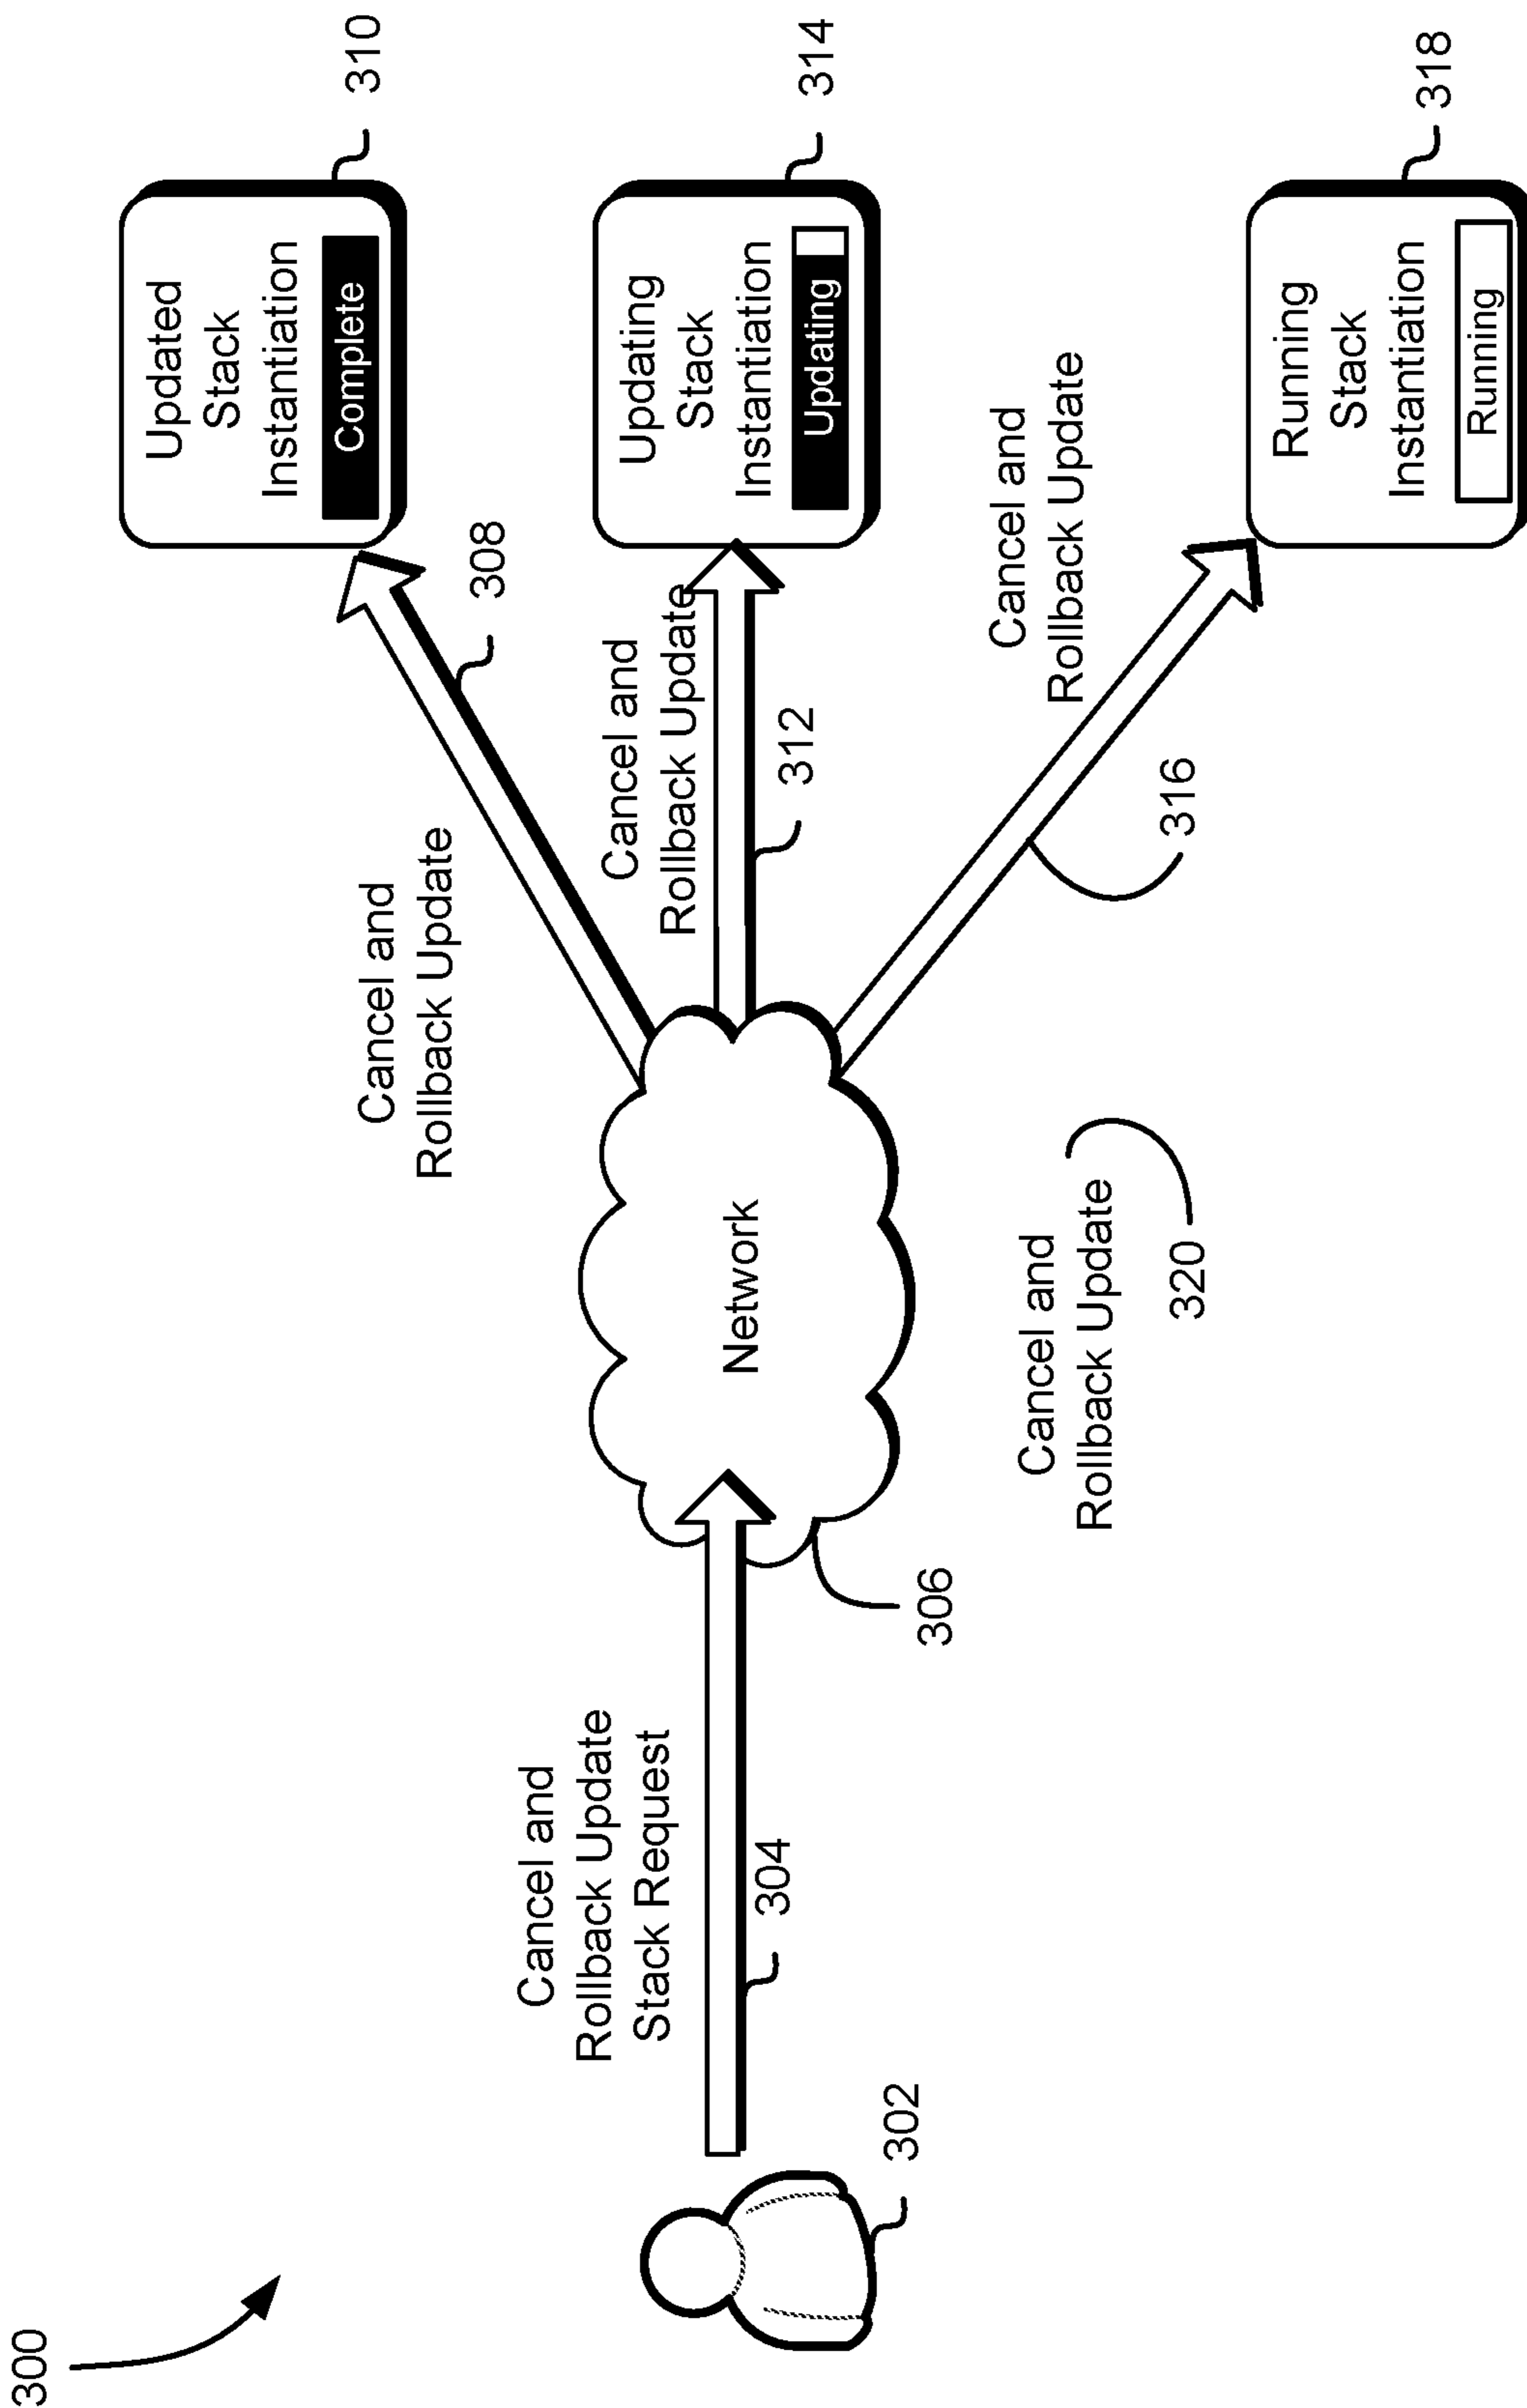 300
302
Cancel and
Rollback Update
Stack Request
304
306
Network
Cancel and
Rollback Update
308
Updated
Stack
Instantiation
Complete
310
Cancel and
Rollback Update
312
Updating
Stack
Instantiation
Updating
314
Cancel and
Rollback Update
316
Running
Stack
Instantiation
Running
318
Cancel and
Rollback Update
320